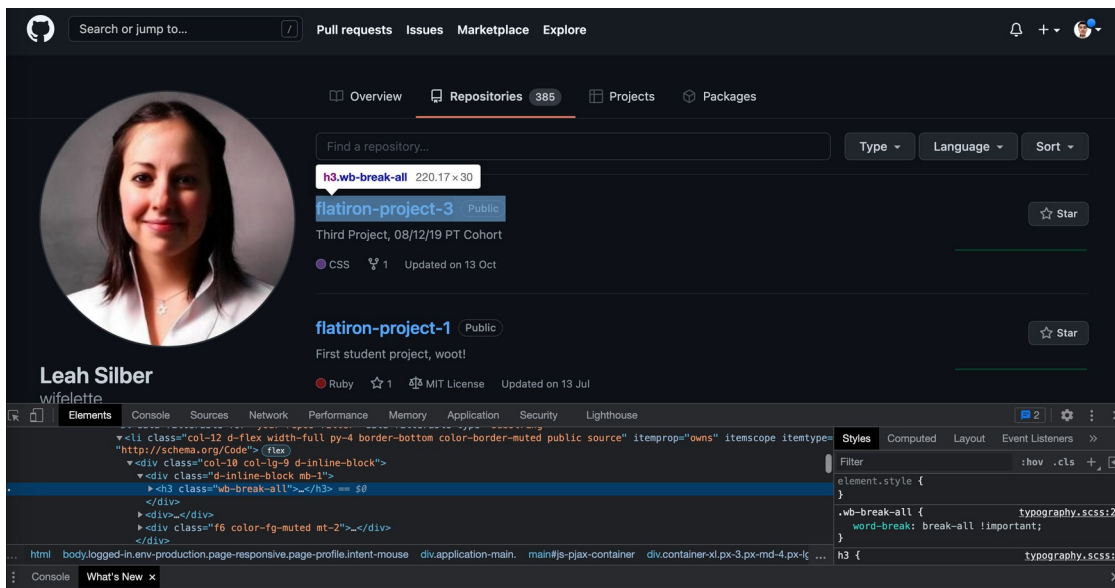 Search or jump to... / Pull requests Issues Marketplace Explore
Overview Repositories 385 Projects Packages
Find a repository... Type Language Sort
h3.wb-break-all 220.17 × 30
flatiron-project-3 Public Star
Third Project, 08/12/19 PT Cohort
CSS 1 Updated on 13 Oct
flatiron-project-1 Public Star
First student project, woot!
Ruby 1 MIT License Updated on 13 Jul
Leah Silber
wifelette
Elements Console Sources Network Performance Memory Application Security Lighthouse 2
<li class="col-12 d-flex width-full py-4 border-bottom color-border-muted public source" itemprop="owns" itemscope itemtype=
"http://schema.org/Code"> flex
<div class="col-10 col-lg-9 d-inline-block">
<div class="d-inline-block mb-1">
<h3 class="wb-break-all">…</h3> == $0
</div>
<div>…</div>
<div class="f6 color-fg-muted mt-2">…</div>
</div>
Styles Computed Layout Event Listeners »
Filter :hov .cls +
element.style {
}
.wb-break-all { typography.scss:2
word-break: break-all !important;
}
h3 { typography.scss:
... html body.logged-in.env-production.page-responsive.page-profile.intent-mouse div.application-main. main#js-pjax-container div.container-xl.px-3.px-md-4.px-lg ...
Console What's New ×